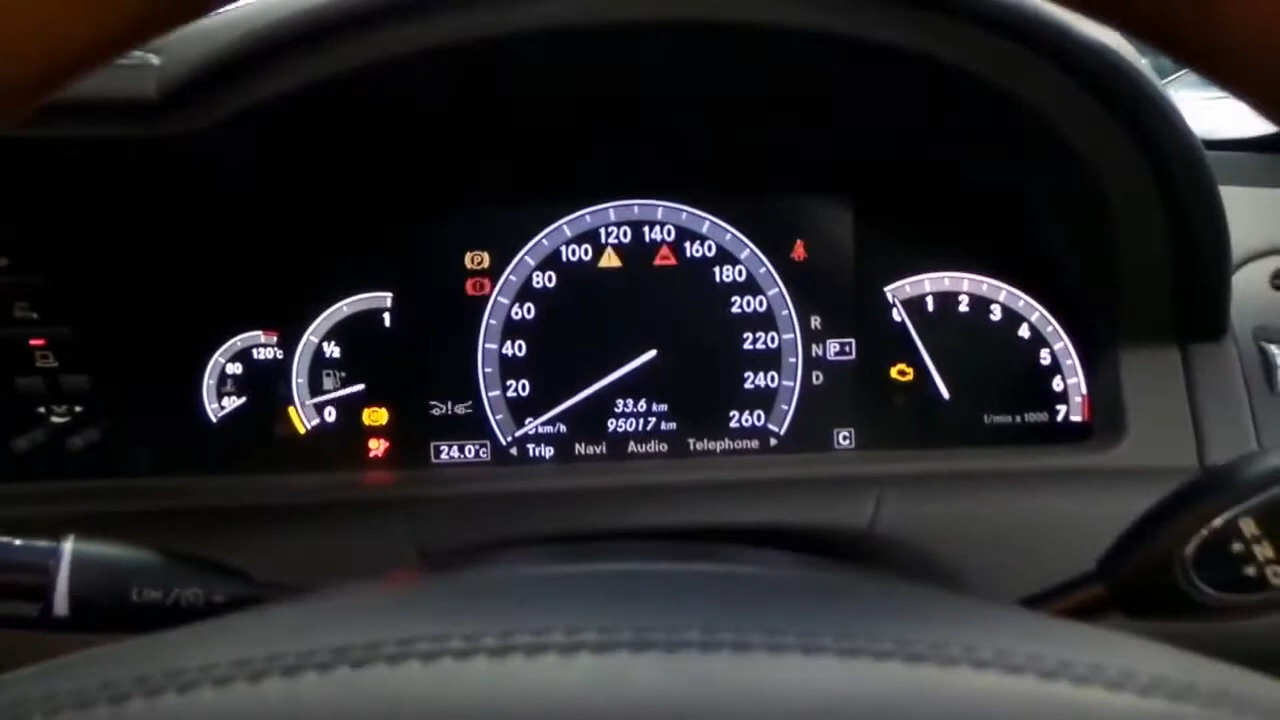 120°C
80
40
1
½
0
ABS
24.0°C
P
20
40
60
80
100
120
140
160
180
200
220
240
260
km/h
33.6 km
95017 km
Trip Navi Audio Telephone
R
N P
D
C
1
2
3
4
5
6
7
1/min x 1000